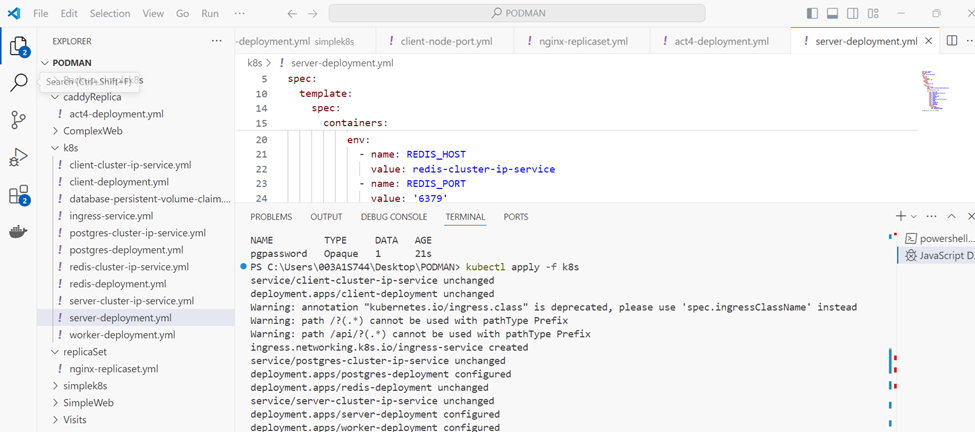 File Edit Selection View Go Run ··· PODMAN
EXPLORER ···
PODMAN
Search (Ctrl+Shift+F)
caddyReplica
! act4-deployment.yml
ComplexWeb
k8s
! client-cluster-ip-service.yml
! client-deployment.yml
! database-persistent-volume-claim....
! ingress-service.yml
! postgres-cluster-ip-service.yml
! postgres-deployment.yml
! redis-cluster-ip-service.yml
! redis-deployment.yml
! server-cluster-ip-service.yml
! server-deployment.yml
! worker-deployment.yml
replicaSet
! nginx-replicaset.yml
simplek8s
SimpleWeb
Visits
2
2
-deployment.yml simplek8s ! client-node-port.yml ! nginx-replicaset.yml ! act4-deployment.yml ! server-deployment.yml
k8s > ! server-deployment.yml
5 spec:
10 template:
14 spec:
15 containers:
20 env:
21 - name: REDIS_HOST
22 value: redis-cluster-ip-service
23 - name: REDIS_PORT
24 value: '6379'
PROBLEMS OUTPUT DEBUG CONSOLE TERMINAL PORTS
NAME TYPE DATA AGE
pgpassword Opaque 1 21s
PS C:\Users\003A1S744\Desktop\PODMAN> kubectl apply -f k8s
service/client-cluster-ip-service unchanged
deployment.apps/client-deployment unchanged
Warning: annotation "kubernetes.io/ingress.class" is deprecated, please use 'spec.ingressClassName' instead
Warning: path /?(.*) cannot be used with pathType Prefix
Warning: path /api/?(.*) cannot be used with pathType Prefix
ingress.networking.k8s.io/ingress-service created
service/postgres-cluster-ip-service unchanged
deployment.apps/postgres-deployment configured
deployment.apps/redis-deployment unchanged
service/server-cluster-ip-service unchanged
deployment.apps/server-deployment configured
deployment.apps/worker-deployment configured
powershell...
JavaScript D...